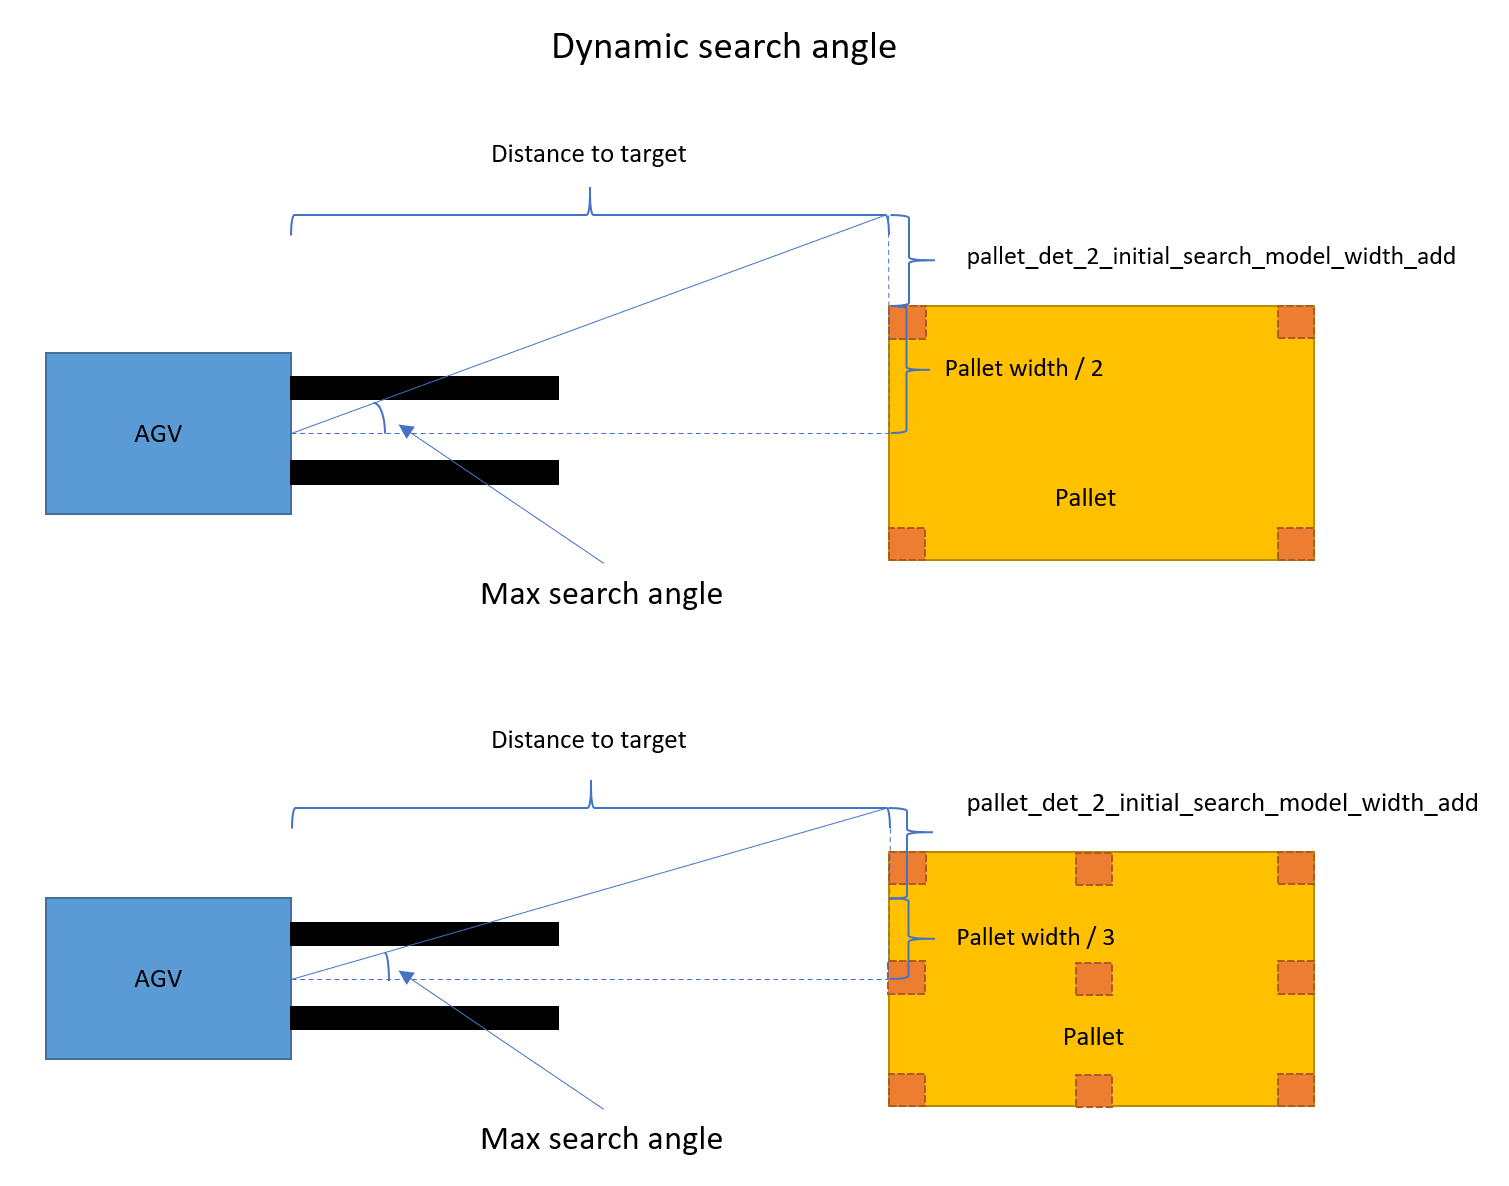 Dynamic search angle
Distance to target
pallet_det_2_initial_search_model_width_add
Pallet width / 2
AGV
Pallet
Max search angle
Distance to target
pallet_det_2_initial_search_model_width_add
Pallet width / 3
AGV
Pallet
Max search angle